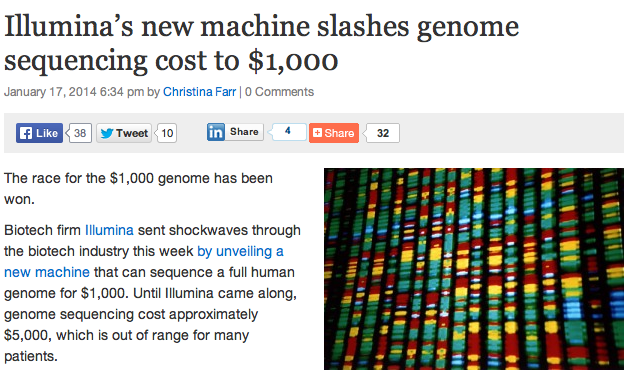 Illumina’s new machine slashes genome
sequencing cost to $1,000
January 17, 2014 6:34 pm by Christina Farr | 0 Comments
Like 38 Tweet 10 in Share 4 Share 32
The race for the $1,000 genome has been
won.
Biotech firm Illumina sent shockwaves through
the biotech industry this week by unveiling a
new machine that can sequence a full human
genome for $1,000. Until Illumina came along,
genome sequencing cost approximately
$5,000, which is out of range for many
patients.